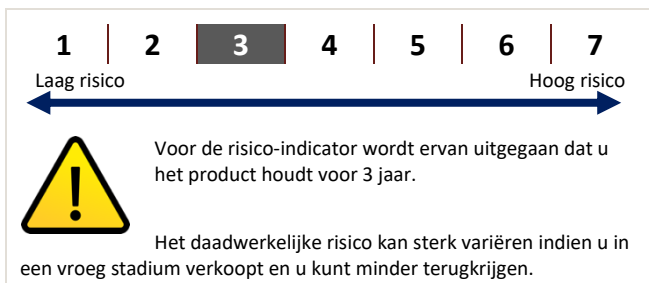 1 2 3 4 5 6 7
Laag risico Hoog risico
Voor de risico-indicator wordt ervan uitgegaan dat u
het product houdt voor 3 jaar.
Het daadwerkelijke risico kan sterk variëren indien u in
een vroeg stadium verkoopt en u kunt minder terugkrijgen.